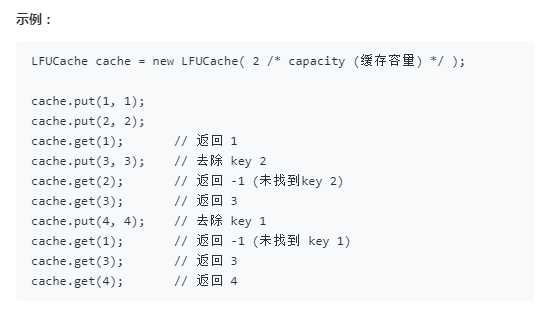 示例：
LFUCache cache = new LFUCache( 2 /* capacity (缓存容量) */ );
cache.put(1, 1);
cache.put(2, 2);
cache.get(1);       // 返回 1
cache.put(3, 3);    // 去除 key 2
cache.get(2);       // 返回 -1 (未找到key 2)
cache.get(3);       // 返回 3
cache.put(4, 4);    // 去除 key 1
cache.get(1);       // 返回 -1 (未找到 key 1)
cache.get(3);       // 返回 3
cache.get(4);       // 返回 4